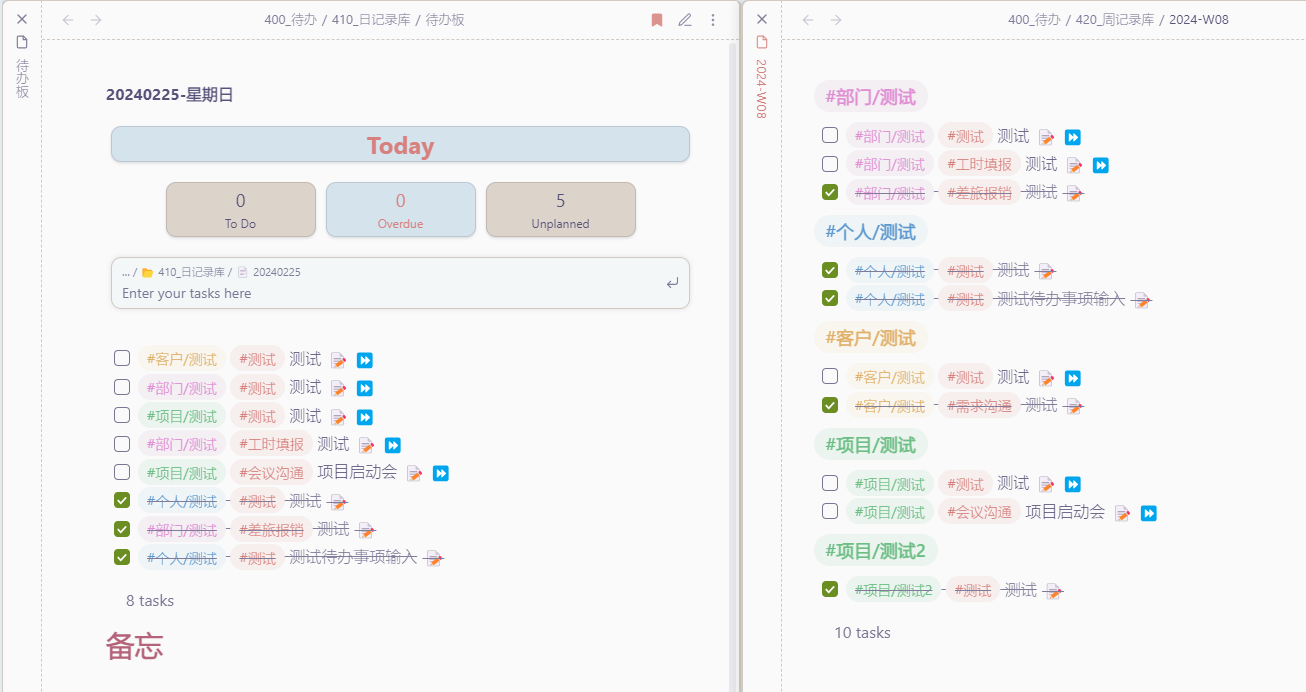 400_待办 / 410_日记录库 / 待办板
待办板
20240225-星期日
Today
0
To Do
0
Overdue
5
Unplanned
... / 📂 410_日记录库 / 📄 20240225
Enter your tasks here
#客户/测试 #测试 测试 📝 ⏩
#部门/测试 #测试 测试 📝 ⏩
#项目/测试 #测试 测试 📝 ⏩
#部门/测试 #工时填报 测试 📝 ⏩
#项目/测试 #会议沟通 项目启动会 📝 ⏩
#个人/测试 #测试 测试 📝
#部门/测试 #差旅报销 测试 📝
#个人/测试 #测试 测试待办事项输入 📝
8 tasks
备忘
400_待办 / 420_周记录库 / 2024-W08
2024-W08
#部门/测试
#部门/测试 #测试 测试 📝 ⏩
#部门/测试 #工时填报 测试 📝 ⏩
#部门/测试 #差旅报销 测试 📝
#个人/测试
#个人/测试 #测试 测试 📝
#个人/测试 #测试 测试待办事项输入 📝
#客户/测试
#客户/测试 #测试 测试 📝 ⏩
#客户/测试 #需求沟通 测试 📝
#项目/测试
#项目/测试 #测试 测试 📝 ⏩
#项目/测试 #会议沟通 项目启动会 📝 ⏩
#项目/测试2
#项目/测试2 #测试 测试 📝
10 tasks